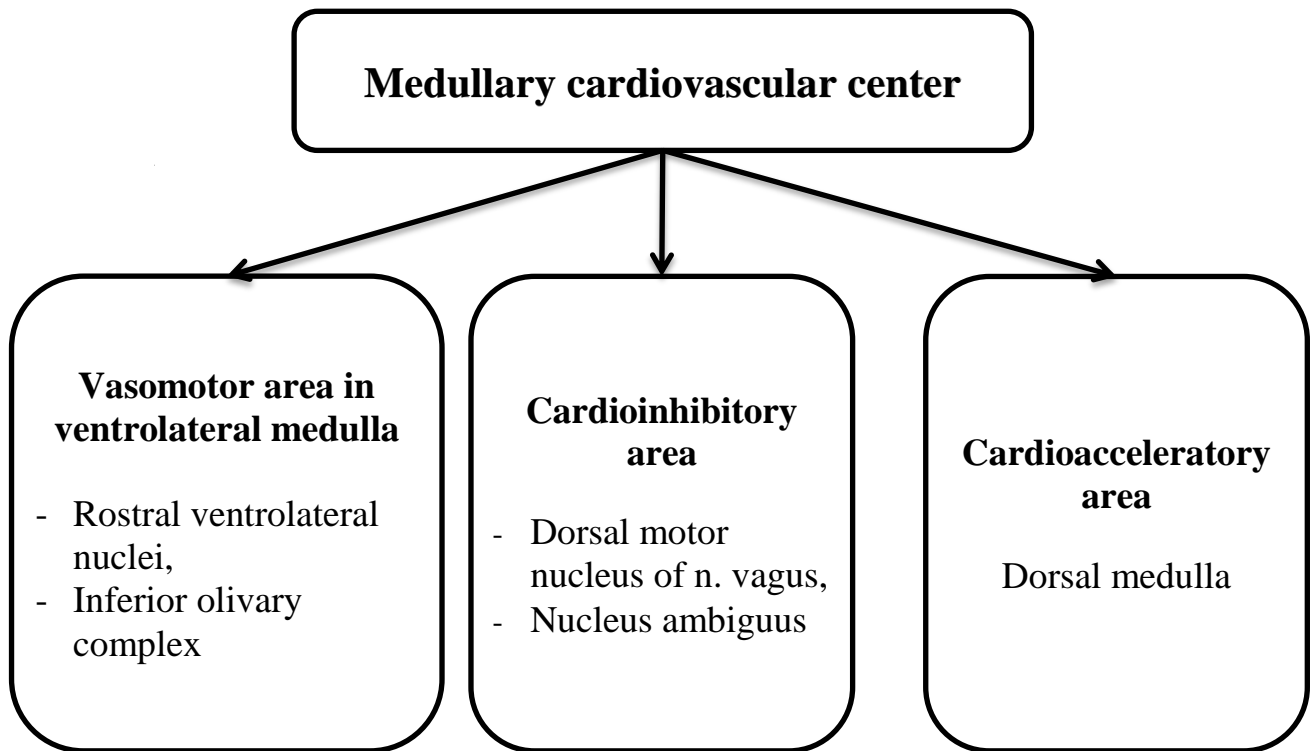 Medullary cardiovascular center
Vasomotor area in
ventrolateral medulla
- Rostral ventrolateral
nuclei,
- Inferior olivary
complex
Cardioinhibitory
area
- Dorsal motor
nucleus of n. vagus,
- Nucleus ambiguus
Cardioacceleratory
area
Dorsal medulla